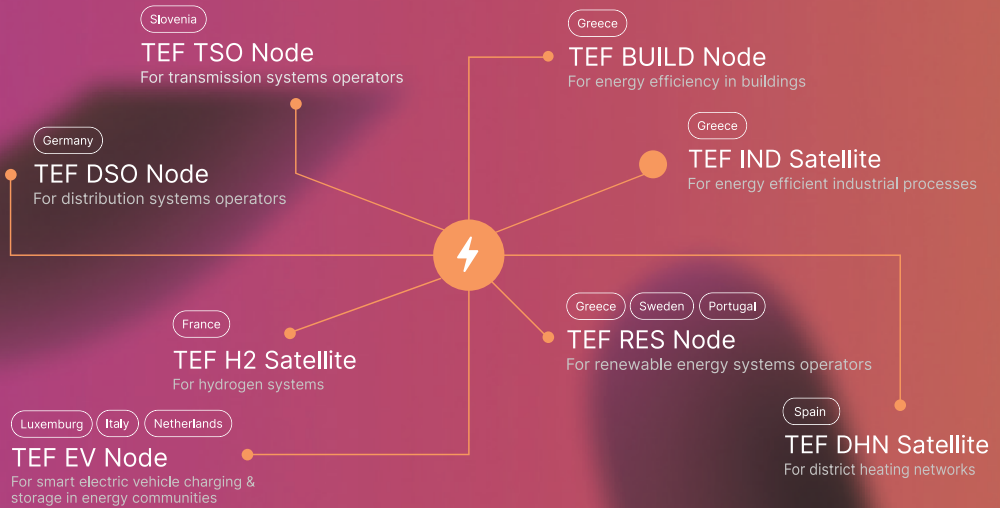 Slovenia
TEF TSO Node
For transmission systems operators
Greece
TEF BUILD Node
For energy efficiency in buildings
Germany
TEF DSO Node
For distribution systems operators
Greece
TEF IND Satellite
For energy efficient industrial processes
France
TEF H2 Satellite
For hydrogen systems
Greece Sweden Portugal
TEF RES Node
For renewable energy systems operators
Luxemburg Italy Netherlands
TEF EV Node
For smart electric vehicle charging &
storage in energy communities
Spain
TEF DHN Satellite
For district heating networks